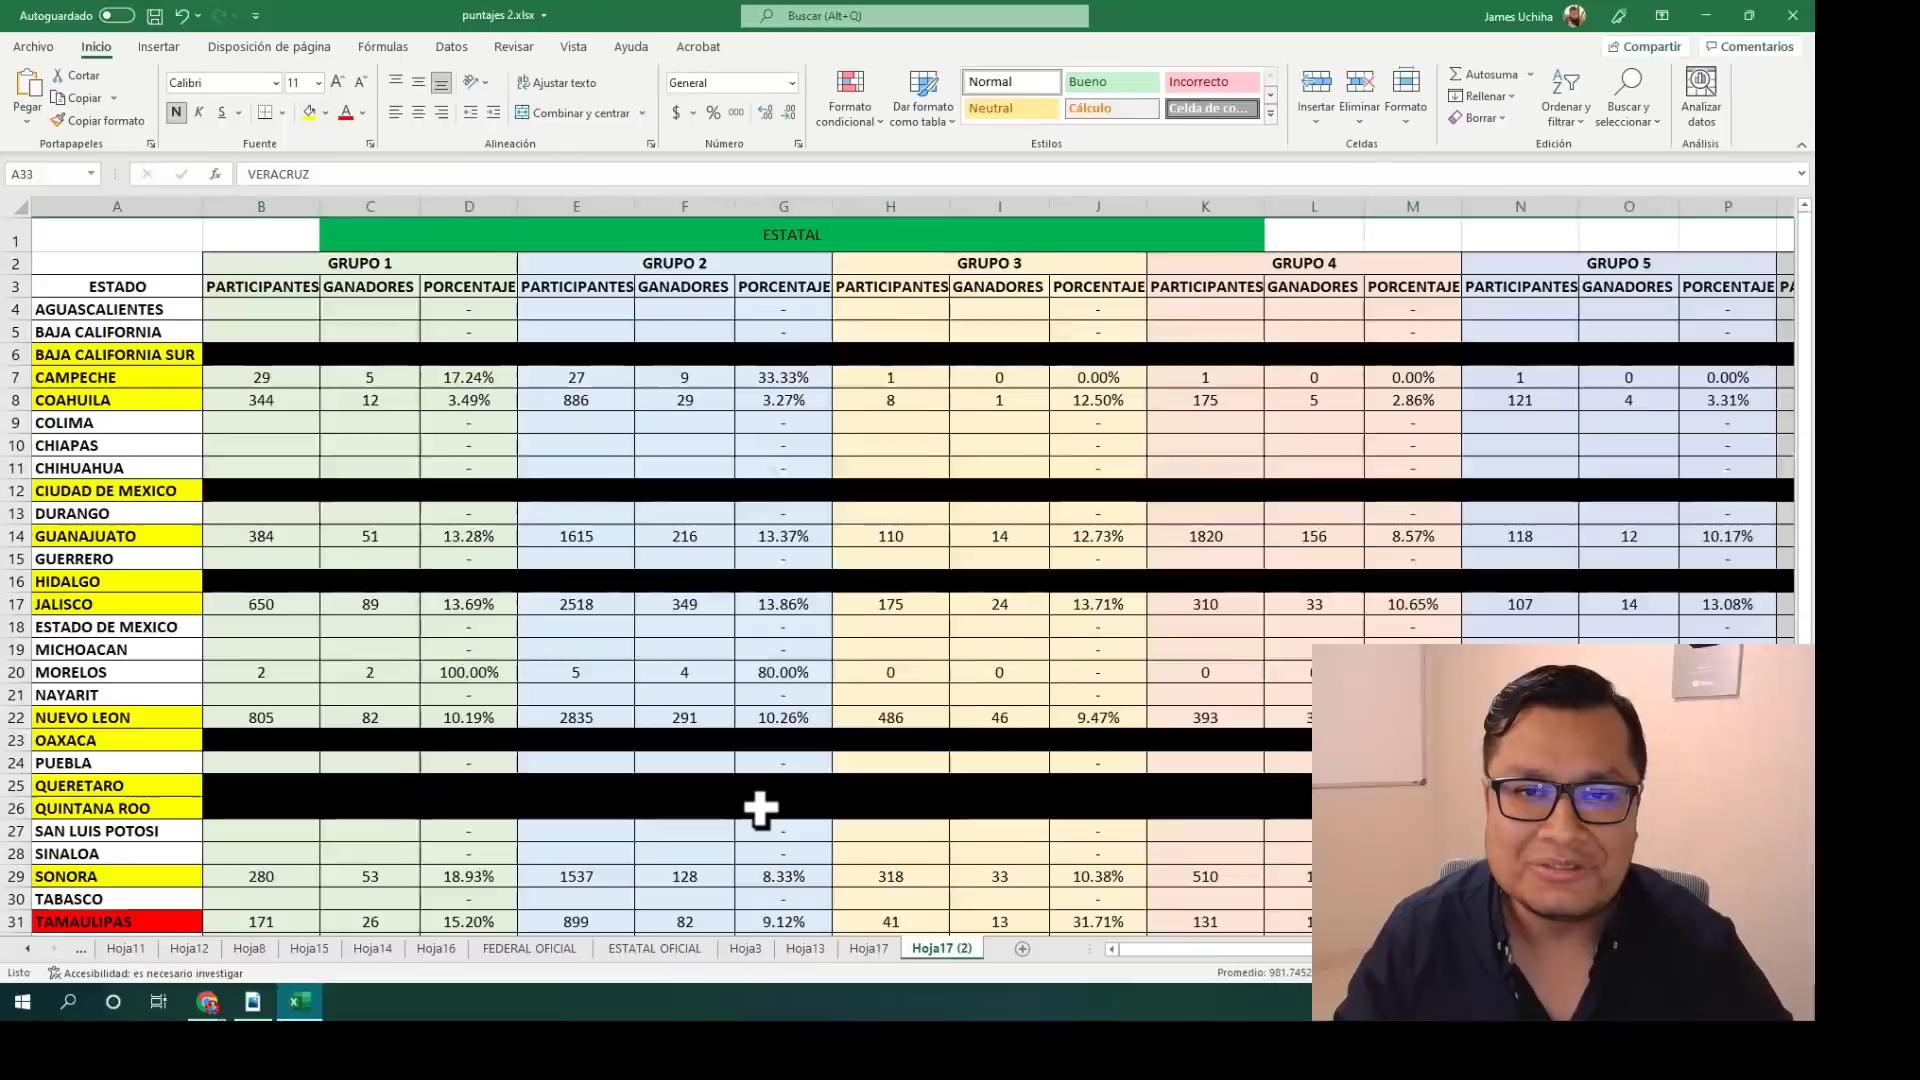 Autoguardado
puntajes 2.xlsx
Buscar (Alt+Q)
James Uchiha
Archivo Inicio Insertar Disposición de página Fórmulas Datos Revisar Vista Ayuda Acrobat
Compartir Comentarios
Pegar Cortar Copiar Copiar formato
Calibri 11 N K S
Ajustar texto
Combinar y centrar
General
$ % 000
Formato condicional Dar formato como tabla
Normal Bueno Incorrecto
Neutral Cálculo Celda de co...
Insertar Eliminar Formato
Autosuma
Rellenar
Borrar
Ordenar y filtrar Buscar y seleccionar
Analizar datos
Portapapeles Fuente Alineación Número Estilos Celdas Edición Análisis
A33 fx VERACRUZ
A B C D E F G H I J K L M N O P
1 ESTATAL
2 GRUPO 1 GRUPO 2 GRUPO 3 GRUPO 4 GRUPO 5
3 ESTADO PARTICIPANTES GANADORES PORCENTAJE PARTICIPANTES GANADORES PORCENTAJE PARTICIPANTES GANADORES PORCENTAJE PARTICIPANTES GANADORES PORCENTAJE PARTICIPANTES GANADORES PORCENTAJE PA
4 AGUASCALIENTES - - - - -
5 BAJA CALIFORNIA - - - - -
6 BAJA CALIFORNIA SUR
7 CAMPECHE 29 5 17.24% 27 9 33.33% 1 0 0.00% 1 0 0.00% 1 0 0.00%
8 COAHUILA 344 12 3.49% 886 29 3.27% 8 1 12.50% 175 5 2.86% 121 4 3.31%
9 COLIMA - - - - -
10 CHIAPAS - - - - -
11 CHIHUAHUA - - - - -
12 CIUDAD DE MEXICO
13 DURANGO - - - - -
14 GUANAJUATO 384 51 13.28% 1615 216 13.37% 110 14 12.73% 1820 156 8.57% 118 12 10.17%
15 GUERRERO - - - - -
16 HIDALGO
17 JALISCO 650 89 13.69% 2518 349 13.86% 175 24 13.71% 310 33 10.65% 107 14 13.08%
18 ESTADO DE MEXICO - - - - -
19 MICHOACAN - - -
20 MORELOS 2 2 100.00% 5 4 80.00% 0 0 - 0
21 NAYARIT - - -
22 NUEVO LEON 805 82 10.19% 2835 291 10.26% 486 46 9.47% 393
23 OAXACA
24 PUEBLA - - -
25 QUERETARO
26 QUINTANA ROO
27 SAN LUIS POTOSI - - -
28 SINALOA - - -
29 SONORA 280 53 18.93% 1537 128 8.33% 318 33 10.38% 510
30 TABASCO - - -
31 TAMAULIPAS 171 26 15.20% 899 82 9.12% 41 13 31.71% 131
... Hoja11 Hoja12 Hoja8 Hoja15 Hoja14 Hoja16 FEDERAL OFICIAL ESTATAL OFICIAL Hoja3 Hoja13 Hoja17 Hoja17 (2)
Listo Accesibilidad: es necesario investigar Promedio: 981.7452